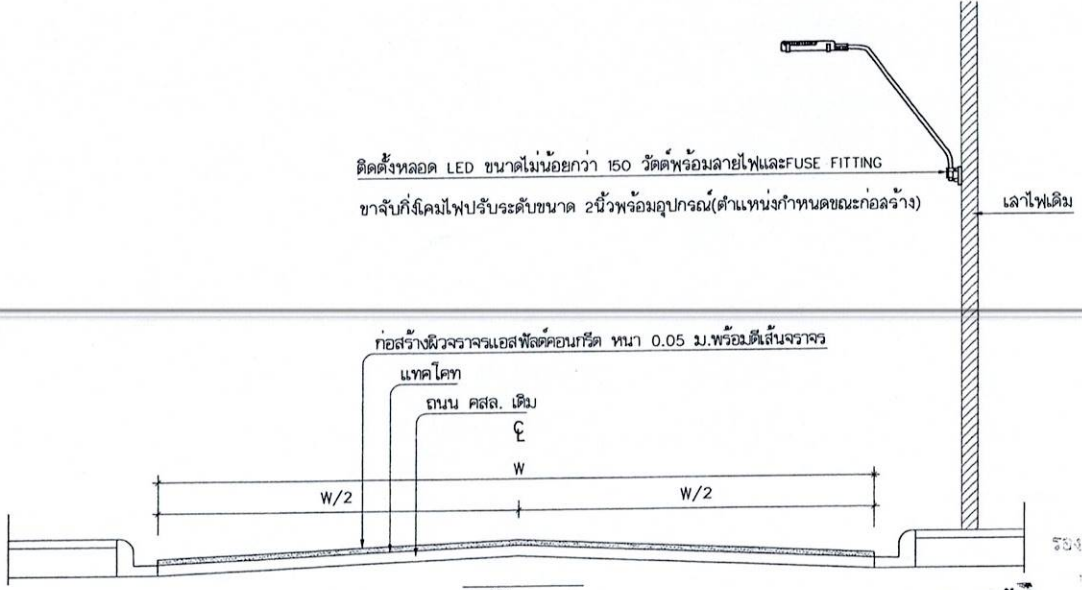 ติดตั้งหลอด LED ขนาดไม่น้อยกว่า 150 วัตต์พร้อมสายไฟและFUSE FITTING
ขาจับกิ่งโคมไฟปรับระดับขนาด 2นิ้วพร้อมอุปกรณ์(ตำแหน่งกำหนดขณะก่อสร้าง)
เสาไฟเดิม
ก่อสร้างผิวจราจรแอสฟัลต์คอนกรีต หนา 0.05 ม.พร้อมตีเส้นจราจร
แทคโคท
ถนน คสล. เดิม
℄
W
W/2
W/2
รอง